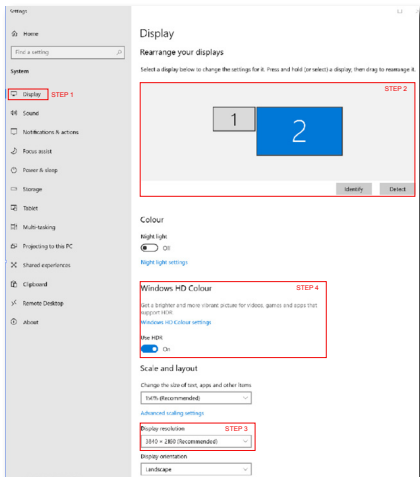 Settings
Home
Find a setting
System
Display STEP 1
Sound
Notifications & actions
Focus assist
Power & sleep
Storage
Tablet
Multi-tasking
Projecting to this PC
Shared experiences
Clipboard
Remote Desktop
About
Display
Rearrange your displays
Select a display below to change the settings for it. Press and hold (or select) a display, then drag to rearrange it.
STEP 2
1
2
Identify Detect
Colour
Night light
Off
Night light settings
STEP 4
Windows HD Colour
Get a brighter and more vibrant picture for videos, games and apps that
support HDR.
Windows HD Colour settings
Use HDR
On
Scale and layout
Change the size of text, apps and other items
(Recommended)
Advanced scaling settings
Display resolution STEP 3
3840 × 2160 (Recommended)
Display orientation
Landscape